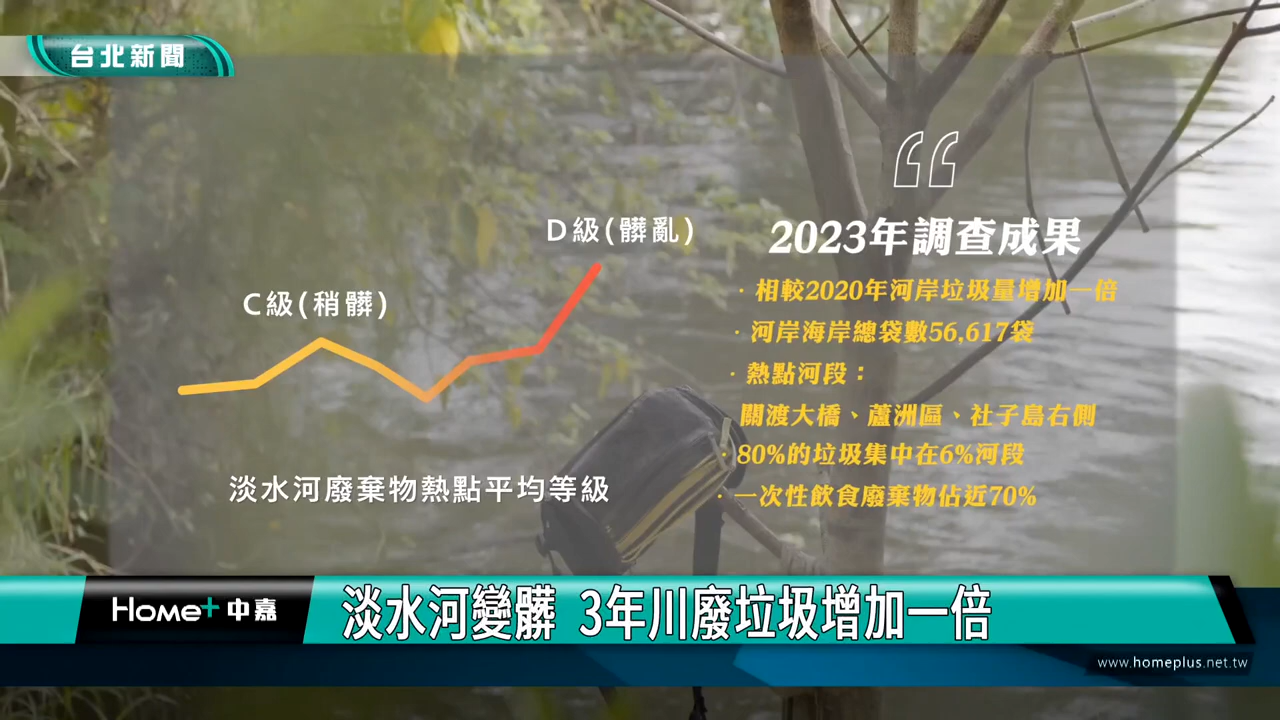 台北新聞
D級(髒亂)
C級(稍髒)
淡水河廢棄物熱點平均等級
2023年調查成果
· 相較2020年河岸垃圾量增加一倍
· 河岸海岸總袋數56,617袋
· 熱點河段：
關渡大橋、蘆洲區、社子島右側
· 80%的垃圾集中在6%河段
· 一次性飲食廢棄物佔近70%
Home+中嘉
淡水河變髒 3年川廢垃圾增加一倍
www.homeplus.net.tw